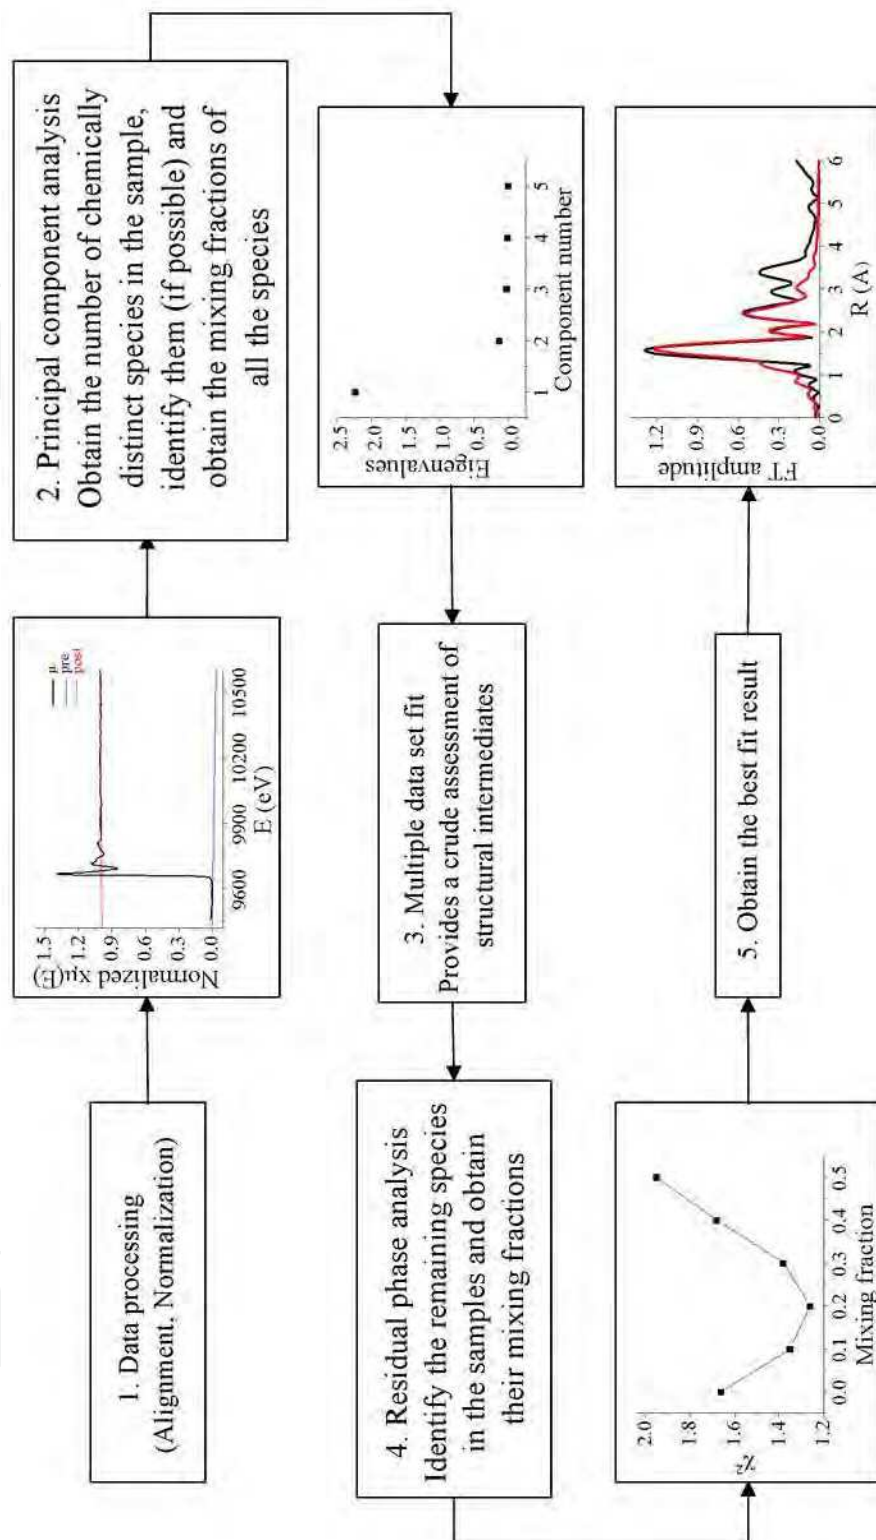 1. Data processing
(Alignment, Normalization)
Normalized xμ(E)
1.5
1.2
0.9
0.6
0.3
0.0
9600
9900
10200
10500
E (eV)
μ
pre
post
2. Principal component analysis
Obtain the number of chemically
distinct species in the sample,
identify them (if possible) and
obtain the mixing fractions of
all the species
Eigenvalues
2.5
2.0
1.5
1.0
0.5
0.0
1
2
3
4
5
Component number
3. Multiple data set fit
Provides a crude assessment of
structural intermediates
4. Residual phase analysis
Identify the remaining species
in the samples and obtain
their mixing fractions
χ²
2.0
1.8
1.6
1.4
1.2
0.0
0.1
0.2
0.3
0.4
0.5
Mixing fraction
5. Obtain the best fit result
FT amplitude
1.2
0.9
0.6
0.3
0.0
0
1
2
3
4
5
6
R (A)